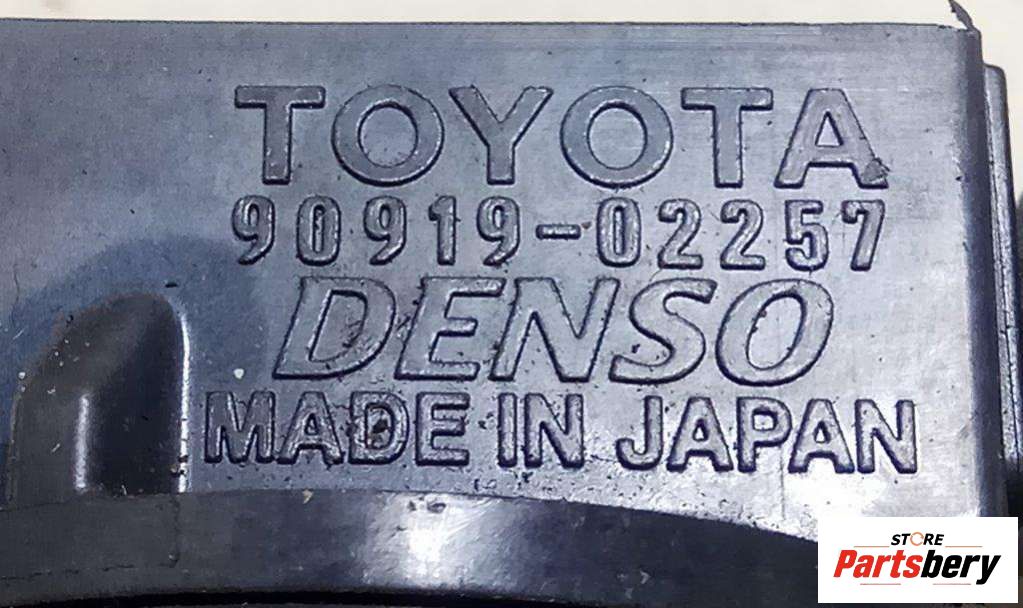 TOYOTA
90919-02257
DENSO
MADE IN JAPAN
STORE
Partsbery